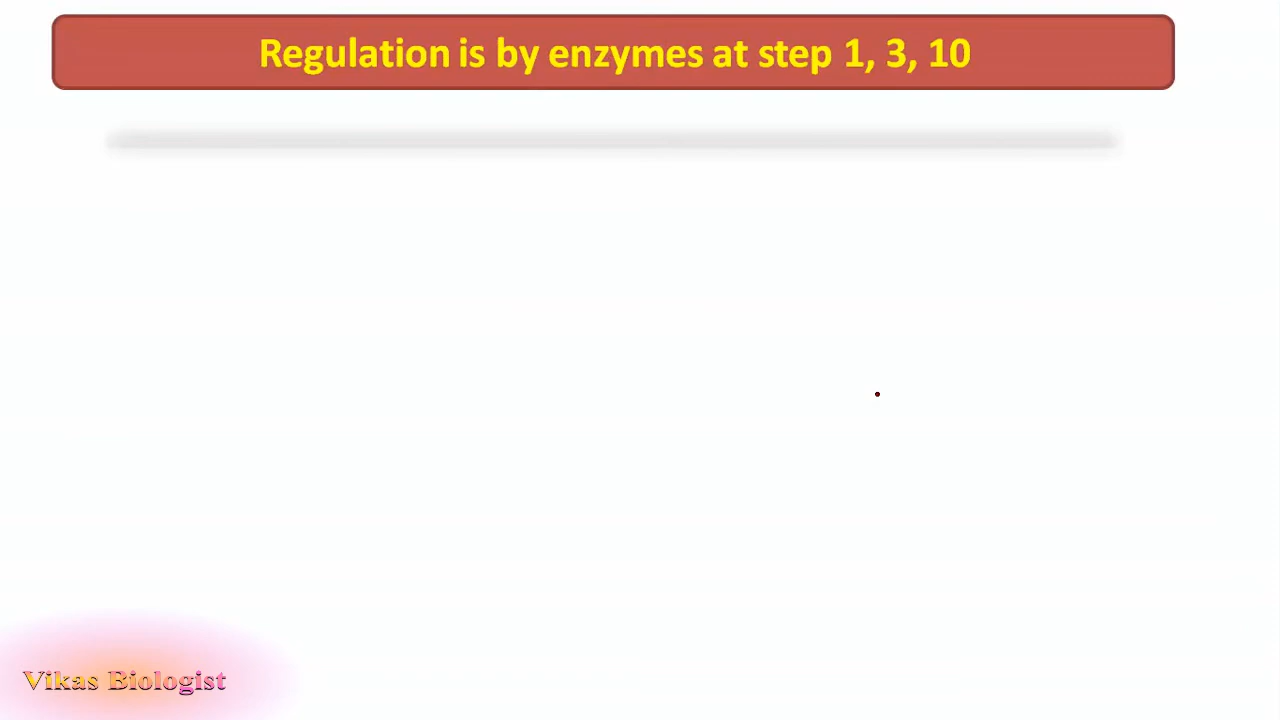 Regulation is by enzymes at step 1, 3, 10
Vikas Biologist